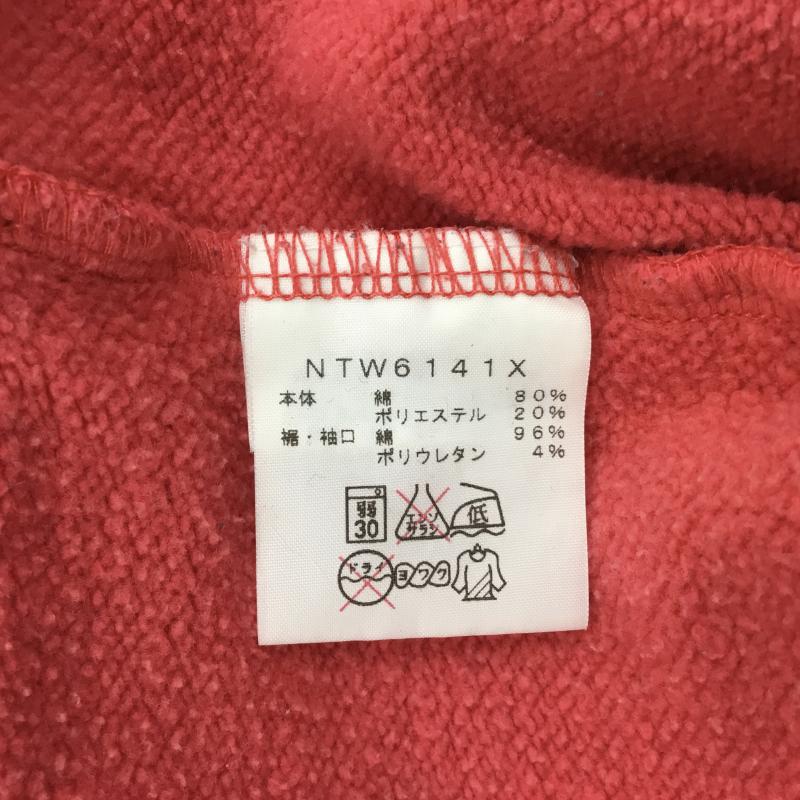 NTW6141X
本体 綿 80%
ポリエステル 20%
裾・袖口 綿 96%
ポリウレタン 4%
弱 30 エンソ サラシ 低
ドライ ヨワク